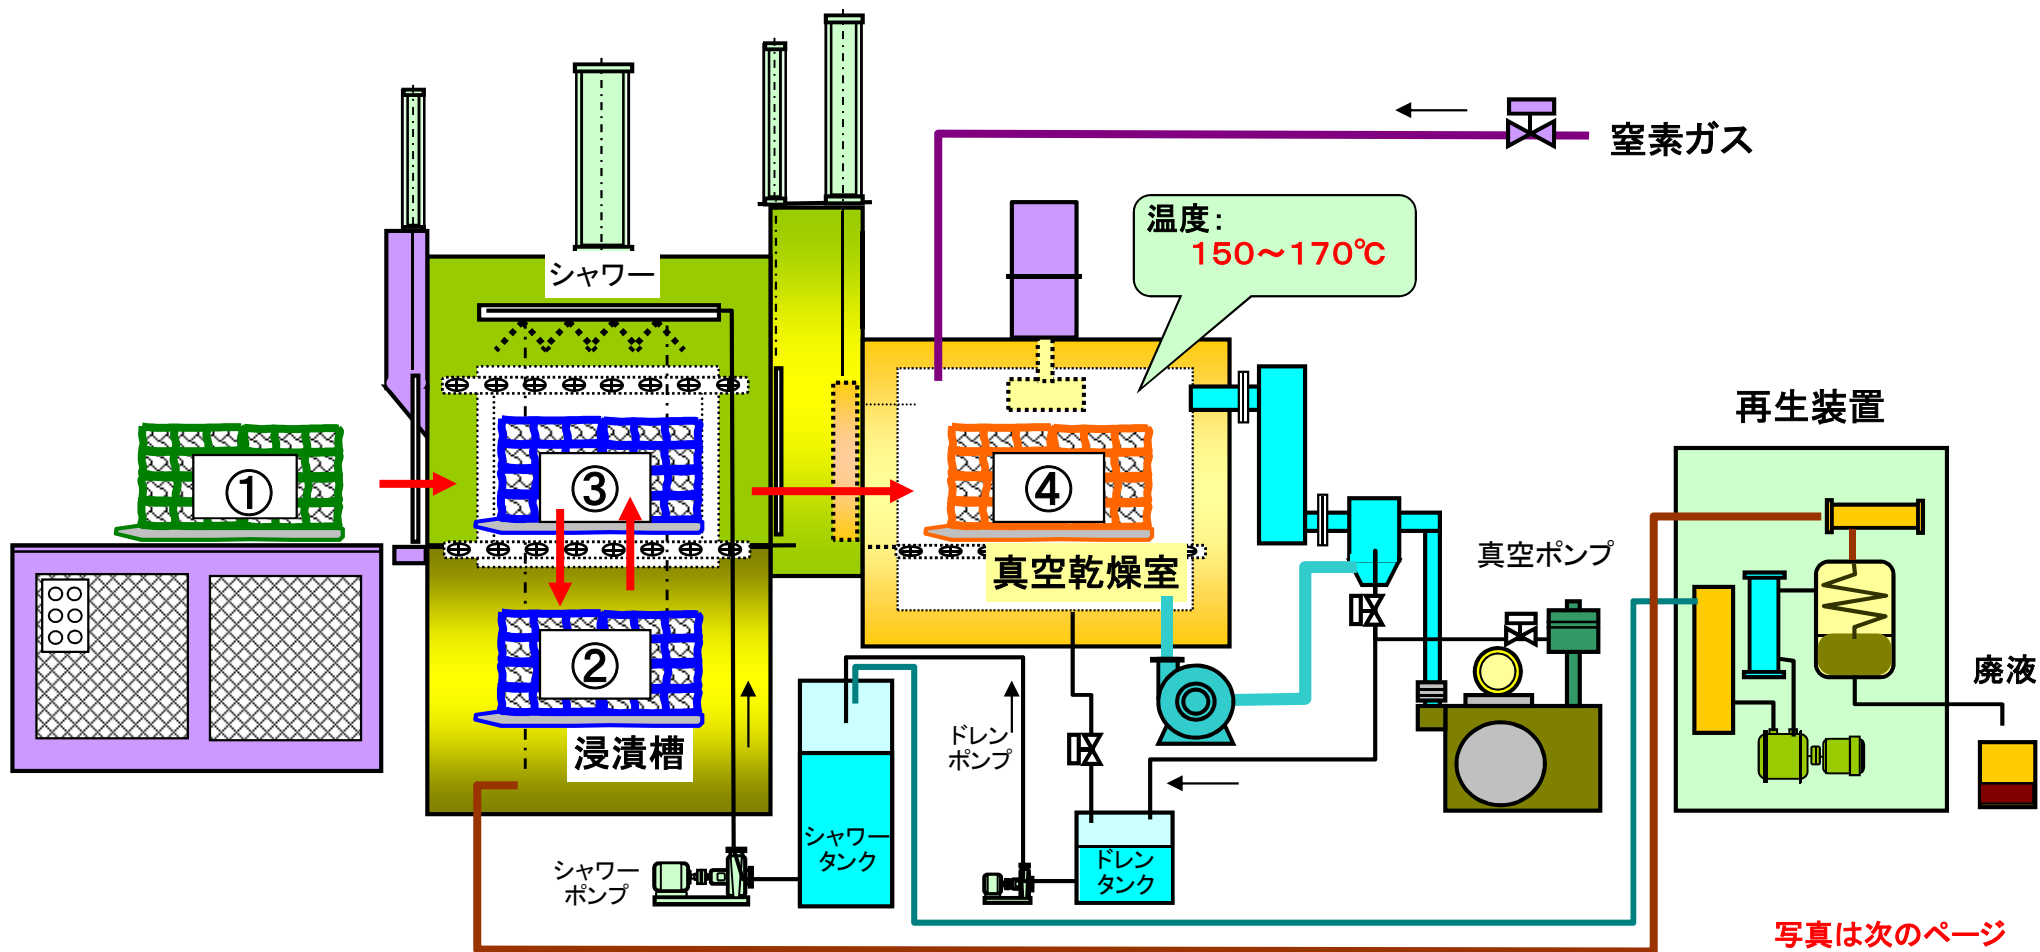 窒素ガス
温度：
150～170℃
シャワー
再生装置
①
③
④
真空乾燥室
真空ポンプ
②
廃液
浸漬槽
ドレン
ポンプ
シャワー
タンク
ドレン
タンク
シャワー
ポンプ
写真は次のページ